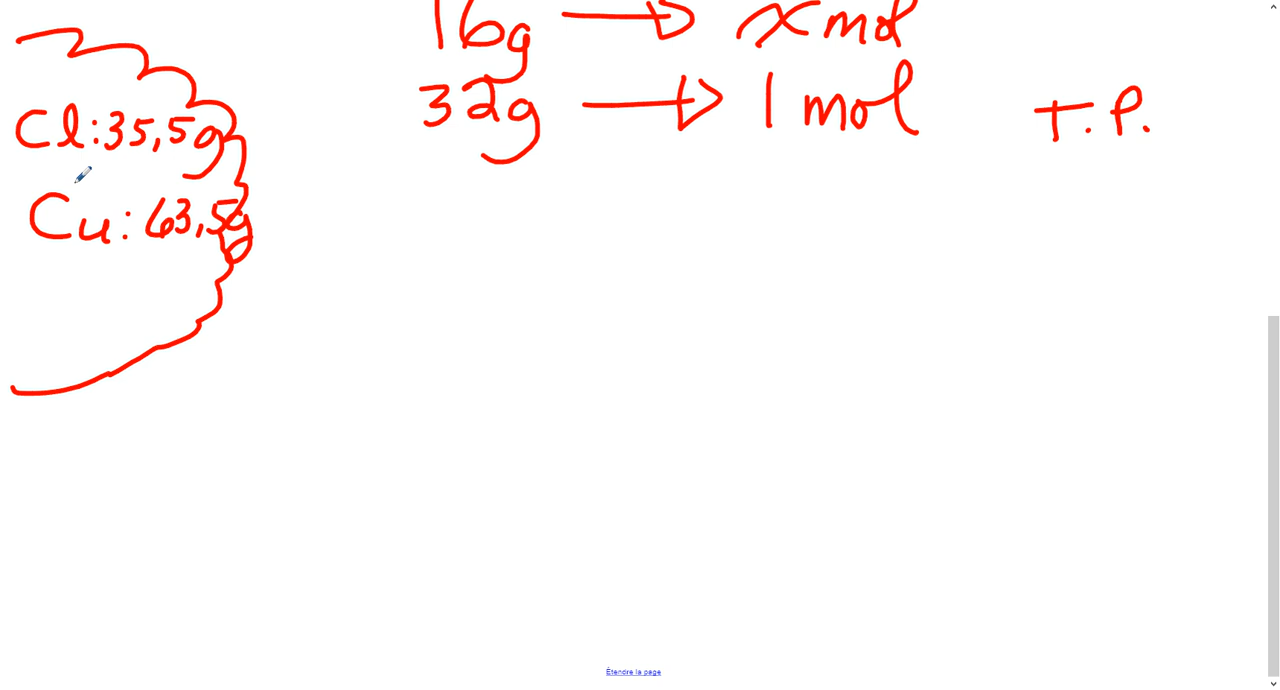 16g → x mol
32g → 1 mol T.P.
Cl: 35,5g
Cu: 63,5g
Étendre la page